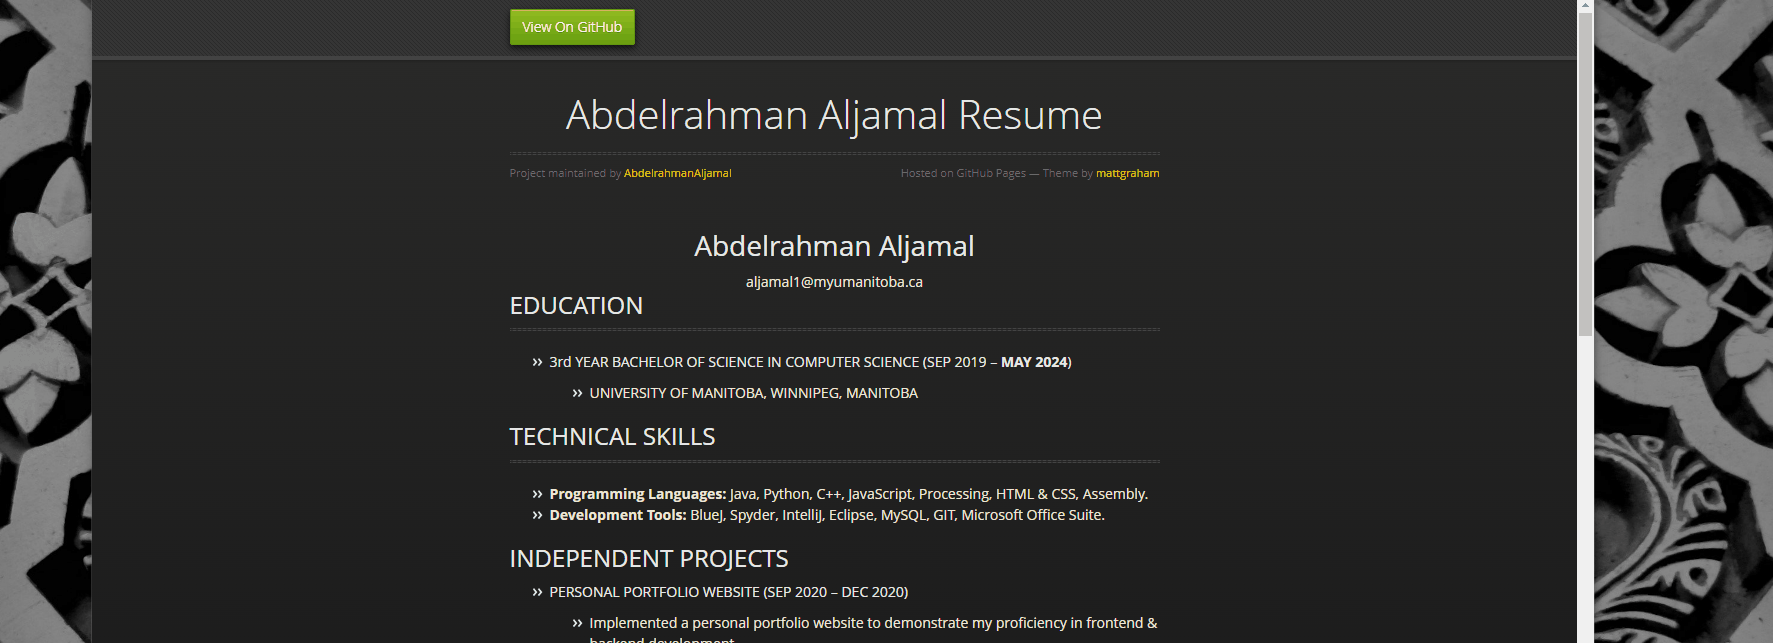 View On GitHub
Abdelrahman Aljamal Resume
Project maintained by AbdelrahmanAljamal
Hosted on GitHub Pages — Theme by mattgraham
Abdelrahman Aljamal
aljamal1@myumanitoba.ca
EDUCATION
›› 3rd YEAR BACHELOR OF SCIENCE IN COMPUTER SCIENCE (SEP 2019 – MAY 2024)
›› UNIVERSITY OF MANITOBA, WINNIPEG, MANITOBA
TECHNICAL SKILLS
›› Programming Languages: Java, Python, C++, JavaScript, Processing, HTML & CSS, Assembly.
›› Development Tools: BlueJ, Spyder, IntelliJ, Eclipse, MySQL, GIT, Microsoft Office Suite.
INDEPENDENT PROJECTS
›› PERSONAL PORTFOLIO WEBSITE (SEP 2020 – DEC 2020)
›› Implemented a personal portfolio website to demonstrate my proficiency in frontend &
backend development